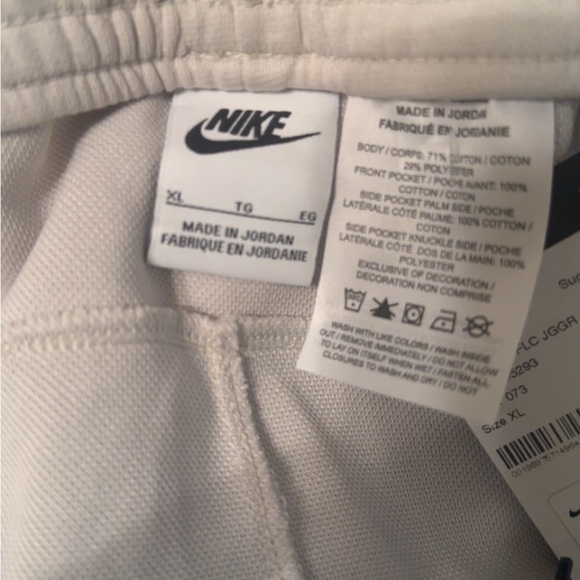 NIKE
XL
TG
EG
MADE IN JORDAN
FABRIQUE EN JORDANIE
MADE IN JORDAN
FABRIQUÉ EN JORDANIE
BODY / CORPS: 71% COTTON / COTON
29% POLYESTER
FRONT POCKET / POCHE AVANT: 100%
COTTON / COTON
SIDE POCKET PALM SIDE / POCHE
LATÉRALE CÔTÉ PAUME: 100% COTTON /
COTON
SIDE POCKET KNUCKLE SIDE / POCHE
LATÉRALE CÔTÉ: DOS DE LA MAIN: 100%
POLYESTER
EXCLUSIVE OF DECORATION /
DÉCORATION NON COMPRISE
WASH WITH LIKE COLORS / WASH INSIDE
OUT / REMOVE IMMEDIATELY / DO NOT ALLOW
TO LAY ON ITSELF WHEN WET / FASTEN ALL
CLOSURES TO WASH AND DRY / DO NOT
FLC JGGR
5293
073
Size XL